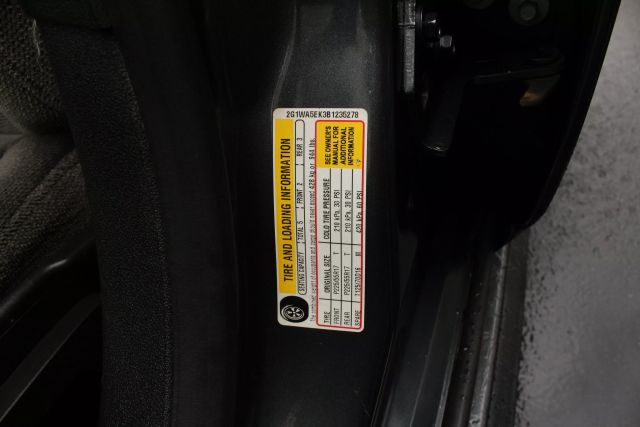 2G1WA5EK3B1235278
TIRE AND LOADING INFORMATION
SEATING CAPACITY TOTAL 5 FRONT 2 REAR 3
The combined weight of occupants and cargo should never exceed 428 kg or 944 lbs.
TIRE ORIGINAL SIZE COLD TIRE PRESSURE
FRONT P225/55R17 T 210 kPa, 30 PSI
REAR P225/55R17 T 210 kPa, 30 PSI
SPARE T125/70D16 M 420 kPa, 60 PSI
SEE OWNER'S
MANUAL FOR
ADDITIONAL
INFORMATION